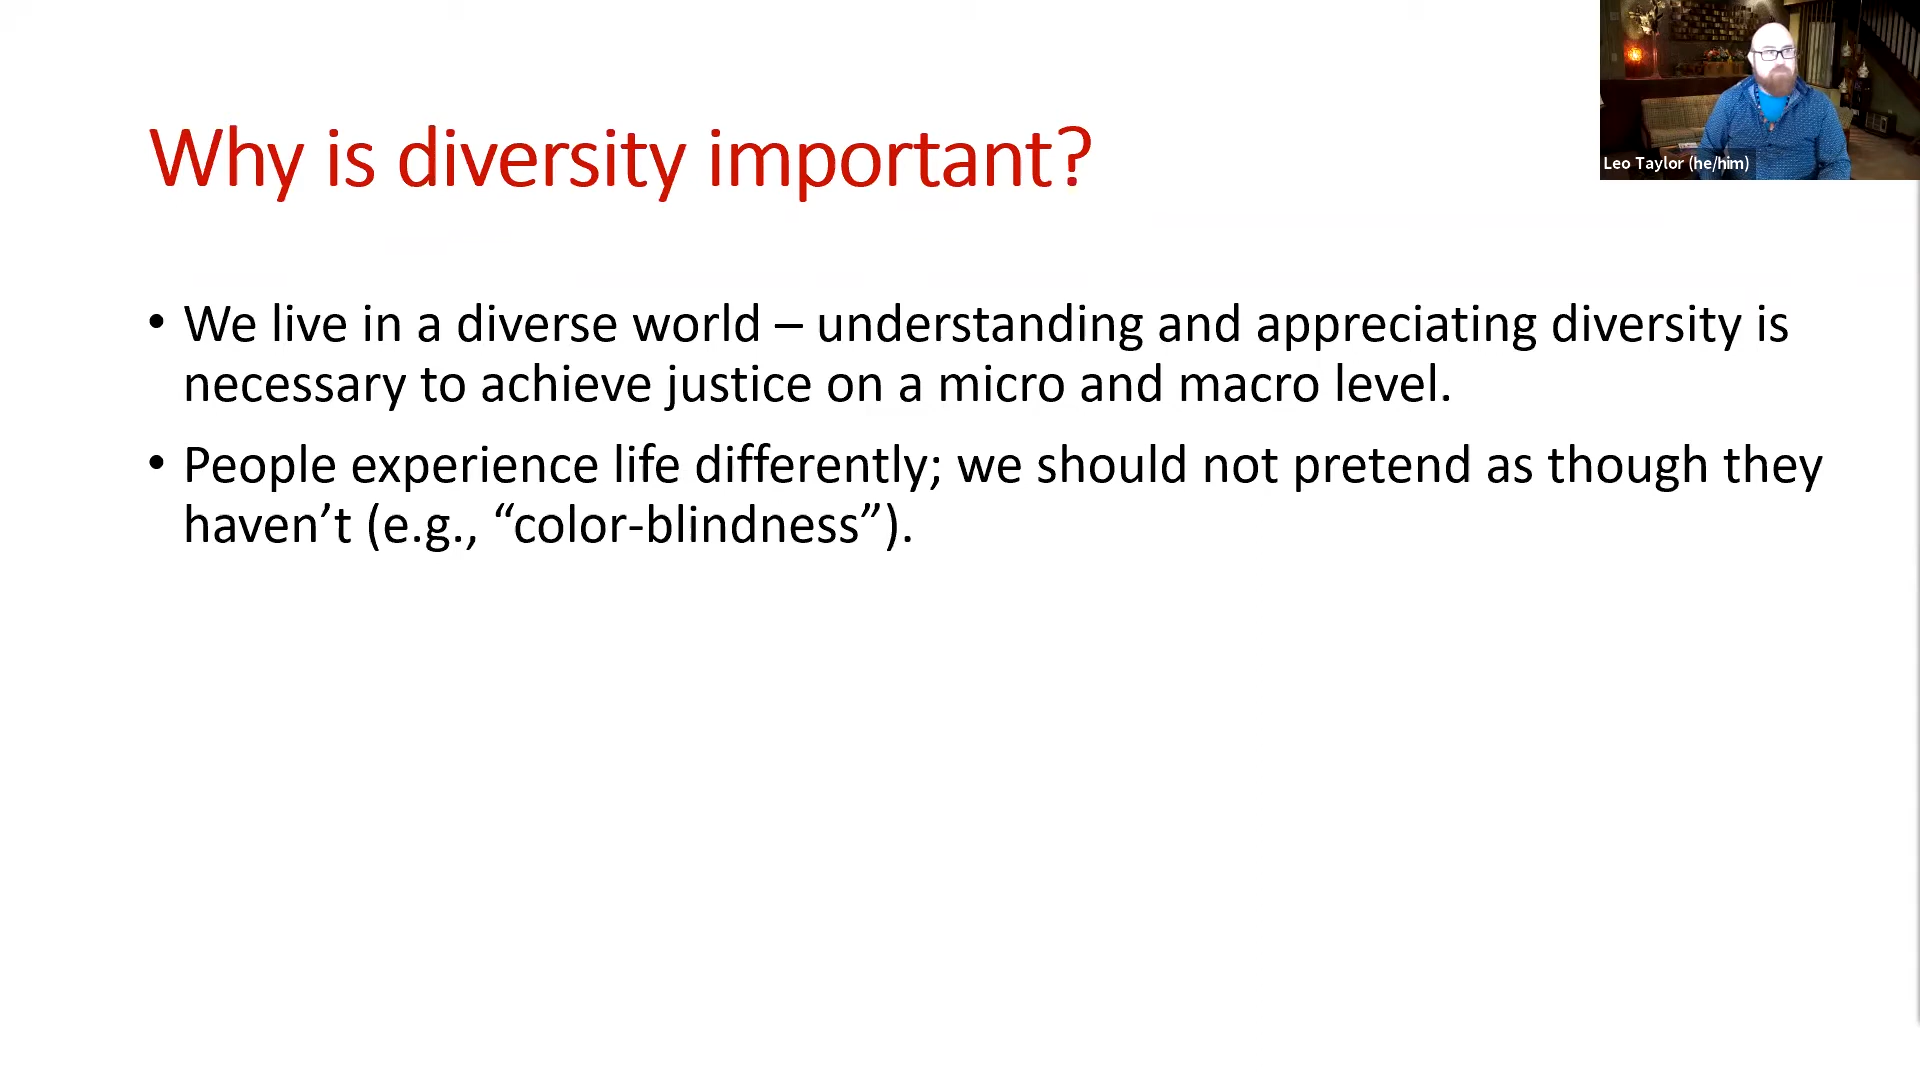 Why is diversity important?
Leo Taylor (he/him)
• We live in a diverse world – understanding and appreciating diversity is
necessary to achieve justice on a micro and macro level.
• People experience life differently; we should not pretend as though they
haven’t (e.g., “color-blindness”).